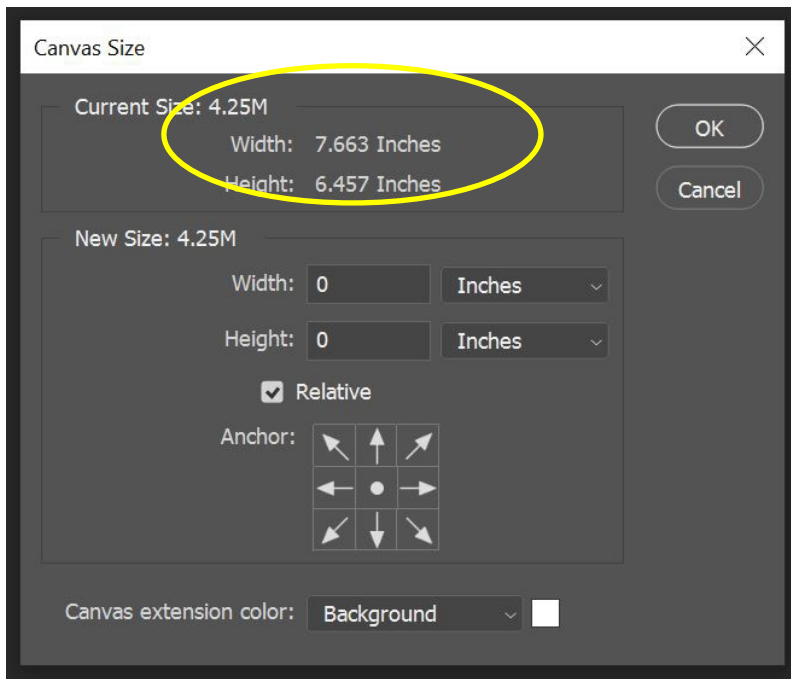 Canvas Size
Current Size: 4.25M
OK
Width: 7.663 Inches
Height: 6.457 Inches
Cancel
New Size: 4.25M
Width: 0 Inches
Height: 0 Inches
Relative
Anchor:
Canvas extension color: Background